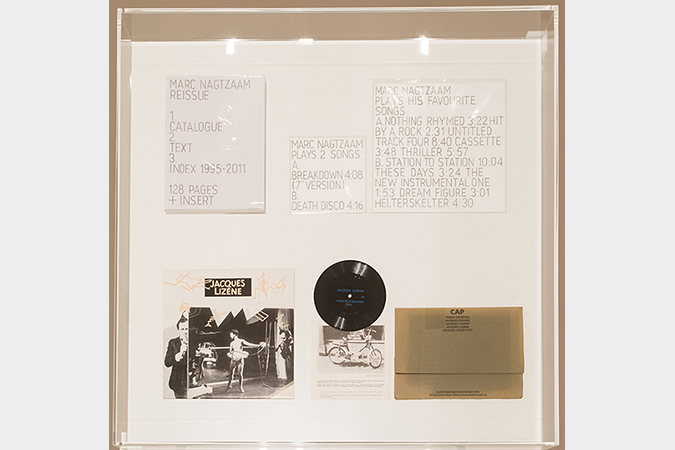 MARC NAGTZAAM
REISSUE
1.
CATALOGUE
2.
TEXT
3.
INDEX 1995-2011
128 PAGES
+ INSERT
MARC NAGTZAAM
PLAYS 2 SONGS
A
BREAKDOWN 4:08
(7" VERSION)
B.
DEATH DISCO 4:16
MARC NAGTZAAM
PLAYS HIS FAVOURITE
SONGS
A.NOTHING RHYMED 3:22 HIT
BY A ROCK 2:31 UNTITLED
TRACK FOUR 8:40 CASSETTE
3:48 THRILLER 5:57
B. STATION TO STATION 10.04
THESE DAYS 3:24 THE
NEW INSTRUMENTAL ONE
1:53 DREAM FIGURE 3:01
HELTERSKELTER 4:30
JACQUES
LIZENE
JACQUES LIZENE
CAP